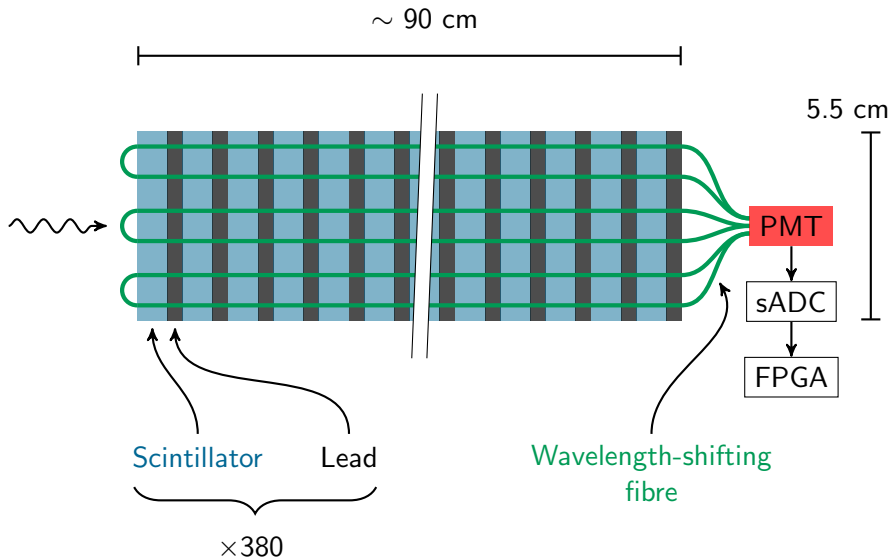 ∼ 90 cm
5.5 cm
PMT
sADC
FPGA
Scintillator
Lead
Wavelength-shifting
fibre
×380